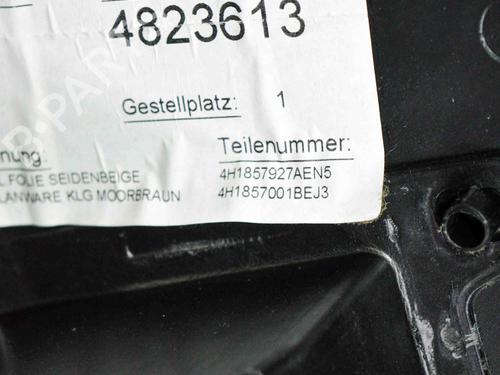 4823613
Gestellplatz: 1
nung:
Teilenummer:
L FOLIE SEIDENBEIGE 4H1857927AEN5
LANWARE KLG MOORBRAUN 4H1857001BEJ3